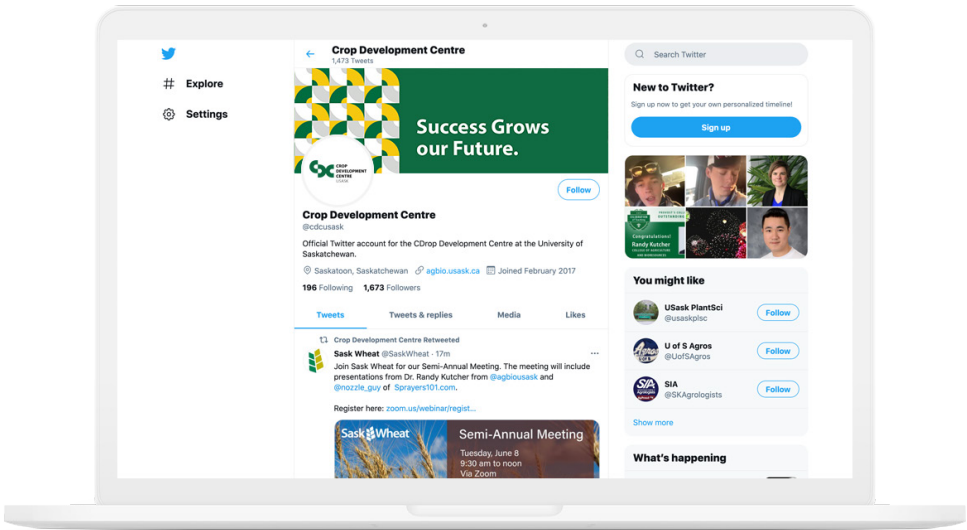 Explore
Settings
Crop Development Centre
1,473 Tweets
Success Grows
our Future.
CDC
CROP
DEVELOPMENT
CENTRE
USASK
Follow
Crop Development Centre
@cdcusask
Official Twitter account for the CDrop Development Centre at the University of
Saskatchewan.
Saskatoon, Saskatchewan agbio.usask.ca Joined February 2017
196 Following 1,673 Followers
Tweets Tweets & replies Media Likes
Crop Development Centre Retweeted
Sask Wheat @SaskWheat · 17m
Join Sask Wheat for our Semi-Annual Meeting. The meeting will include
presentations from Dr. Randy Kutcher from @agbiousask and
@nozzle_guy of Sprayers101.com.
Register here: zoom.us/webinar/regist...
Sask Wheat
Semi-Annual Meeting
Tuesday, June 8
9:30 am to noon
Via Zoom
Search Twitter
New to Twitter?
Sign up now to get your own personalized timeline!
Sign up
Congratulations!
Randy Kutcher
You might like
USask PlantSci
@usaskplsc
Follow
U of S Agros
@UofSAgros
Follow
SIA
@SKAgrologists
Follow
Show more
What's happening